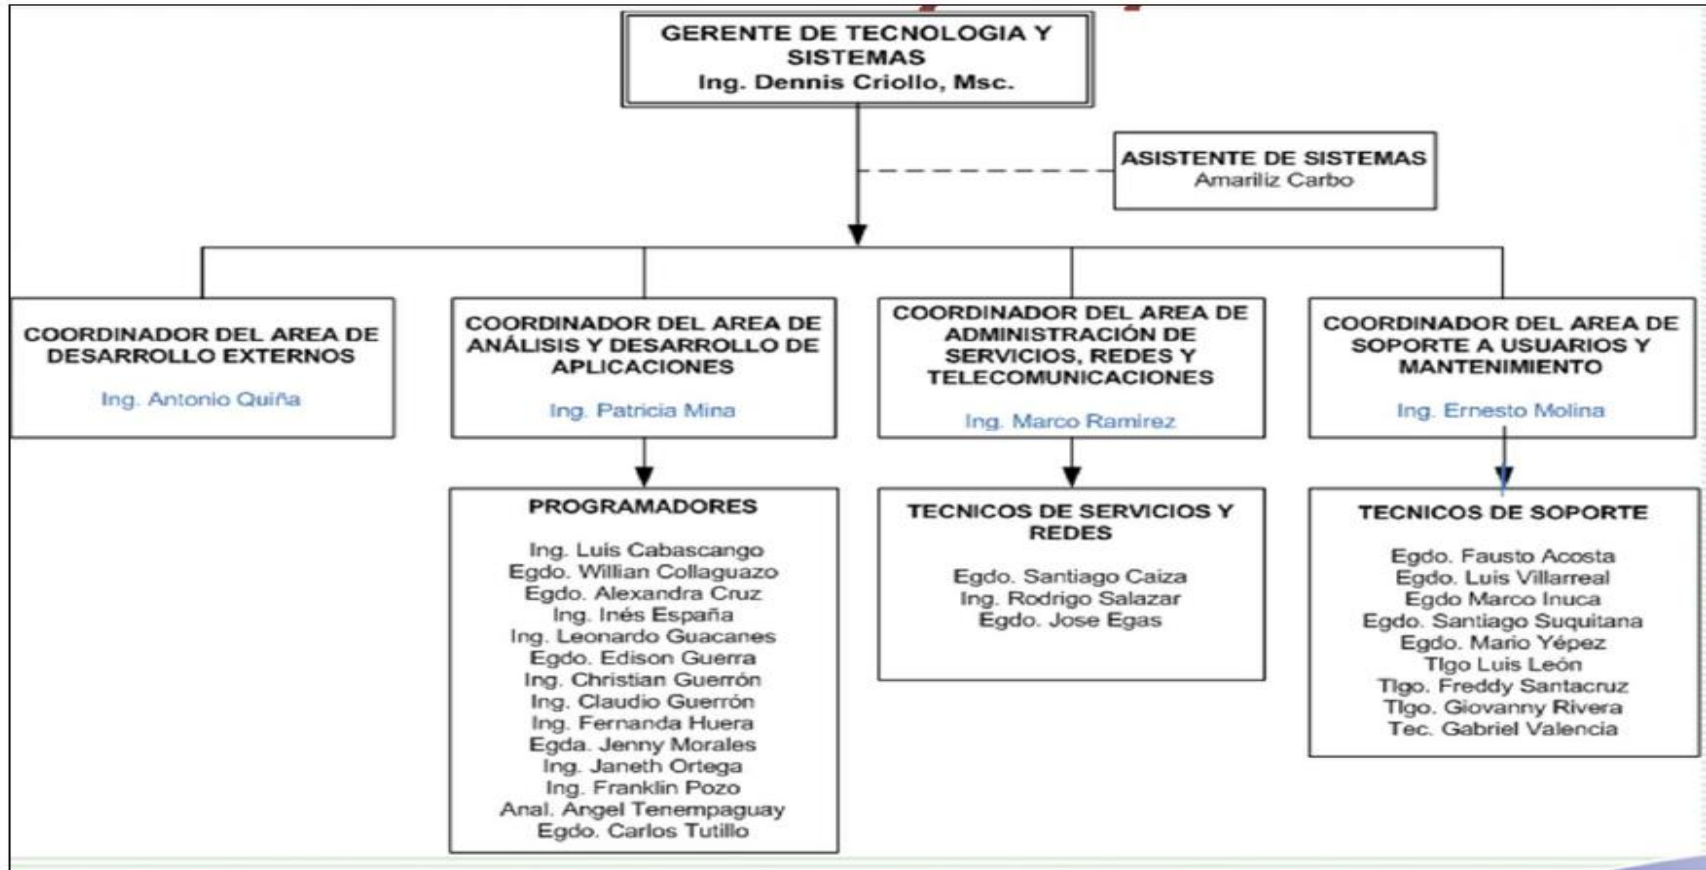 GERENTE DE TECNOLOGIA Y
SISTEMAS
Ing. Dennis Criollo, Msc.
ASISTENTE DE SISTEMAS
Amariliz Carbo
COORDINADOR DEL AREA DE
DESARROLLO EXTERNOS
Ing. Antonio Quiña
COORDINADOR DEL AREA DE
ANÁLISIS Y DESARROLLO DE
APLICACIONES
Ing. Patricia Mina
COORDINADOR DEL AREA DE
ADMINISTRACIÓN DE
SERVICIOS, REDES Y
TELECOMUNICACIONES
Ing. Marco Ramirez
COORDINADOR DEL AREA DE
SOPORTE A USUARIOS Y
MANTENIMIENTO
Ing. Ernesto Molina
PROGRAMADORES
Ing. Luis Cabascango
Egdo. Willian Collaguazo
Egdo. Alexandra Cruz
Ing. Inés España
Ing. Leonardo Guacanes
Egdo. Edison Guerra
Ing. Christian Guerrón
Ing. Claudio Guerrón
Ing. Fernanda Huera
Egda. Jenny Morales
Ing. Janeth Ortega
Ing. Franklin Pozo
Anal. Angel Tenempaguay
Egdo. Carlos Tutillo
TECNICOS DE SERVICIOS Y
REDES
Egdo. Santiago Caiza
Ing. Rodrigo Salazar
Egdo. Jose Egas
TECNICOS DE SOPORTE
Egdo. Fausto Acosta
Egdo. Luis Villarreal
Egdo Marco Inuca
Egdo. Santiago Suquitana
Egdo. Mario Yépez
Tlgo Luis León
Tlgo. Freddy Santacruz
Tlgo. Giovanny Rivera
Tec. Gabriel Valencia